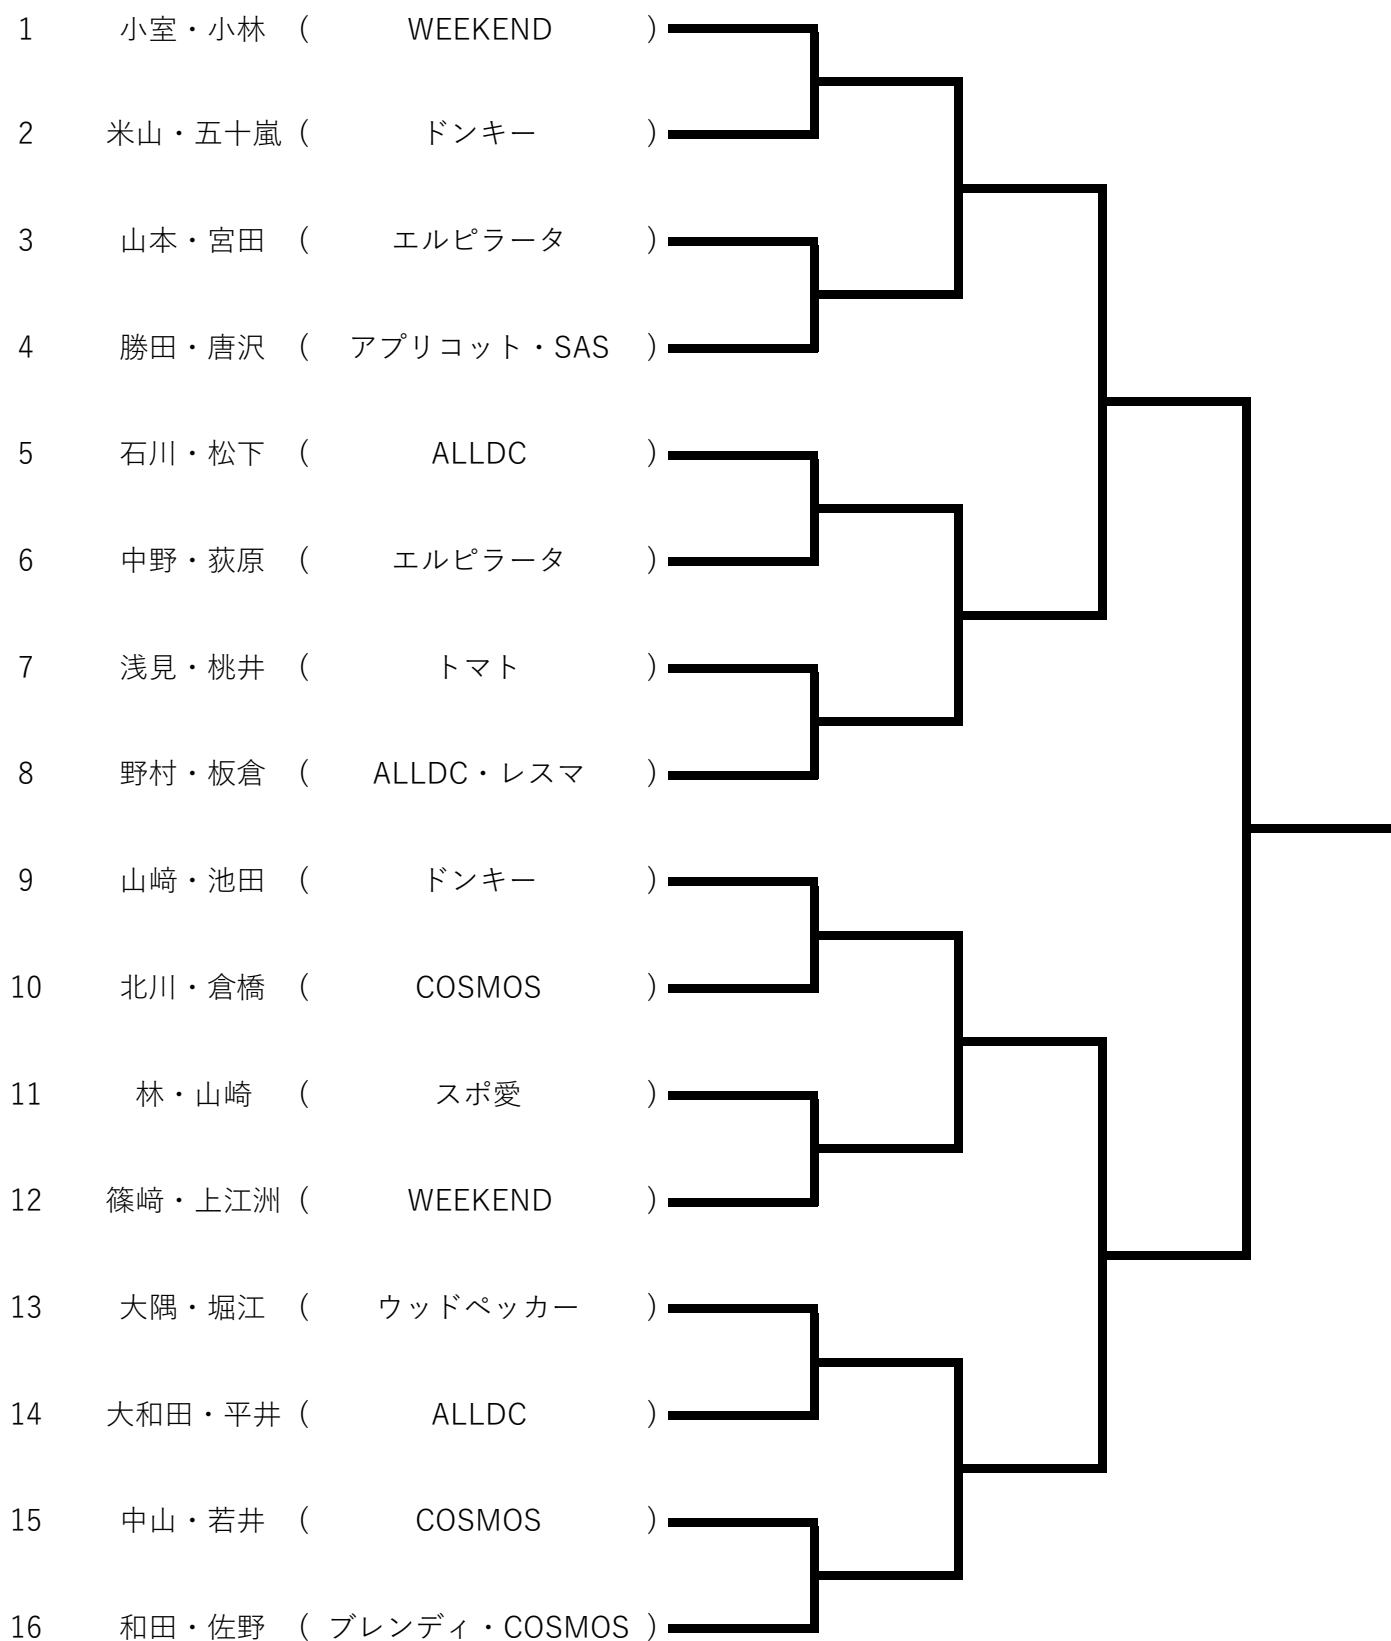 1 小室・小林 ( WEEKEND )
2 米山・五十嵐 ( ドンキー )
3 山本・宮田 ( エルピラータ )
4 勝田・唐沢 ( アプリコット・SAS )
5 石川・松下 ( ALLDC )
6 中野・荻原 ( エルピラータ )
7 浅見・桃井 ( トマト )
8 野村・板倉 ( ALLDC・レスマ )
9 山﨑・池田 ( ドンキー )
10 北川・倉橋 ( COSMOS )
11 林・山崎 ( スポ愛 )
12 篠﨑・上江洲 ( WEEKEND )
13 大隅・堀江 ( ウッドペッカー )
14 大和田・平井 ( ALLDC )
15 中山・若井 ( COSMOS )
16 和田・佐野 ( ブレンディ・COSMOS )